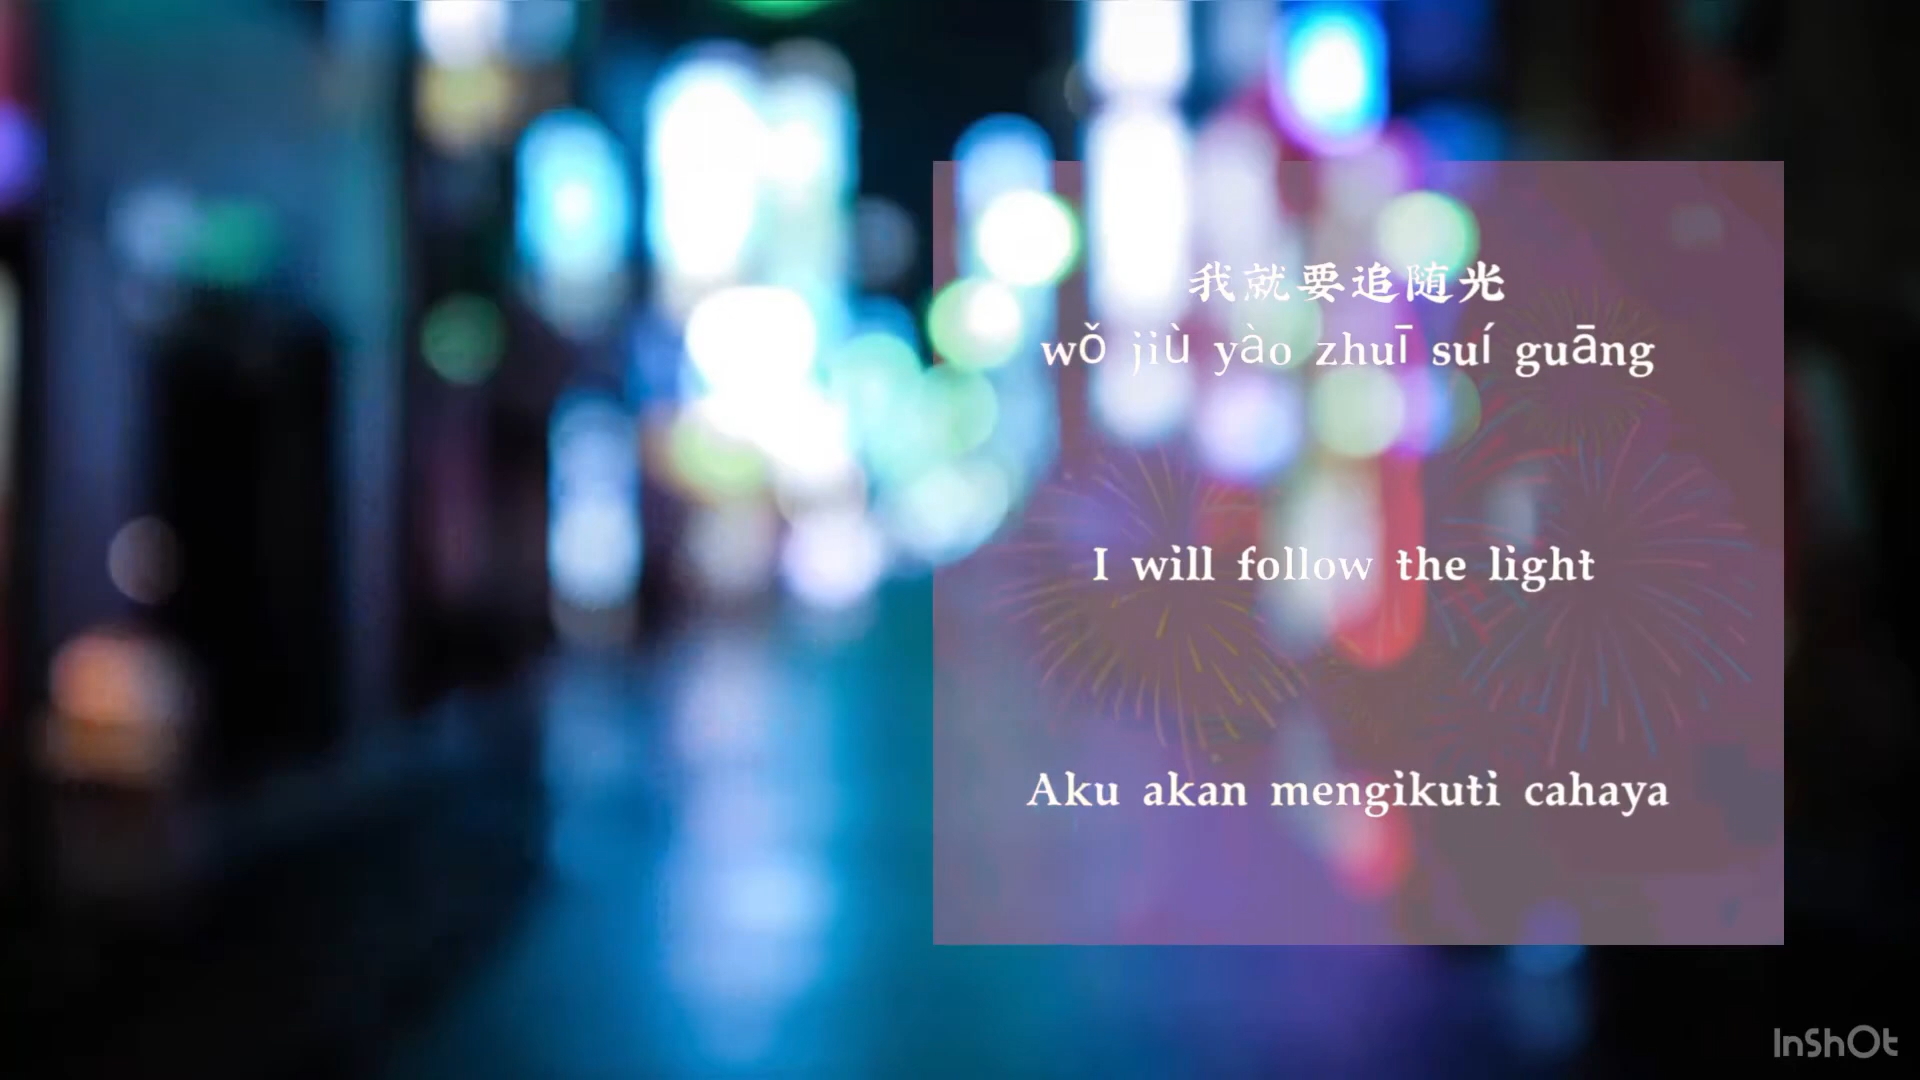 我就要追随光
wǒ jiù yào zhuī suí guāng
I will follow the light
Aku akan mengikuti cahaya
InShOt